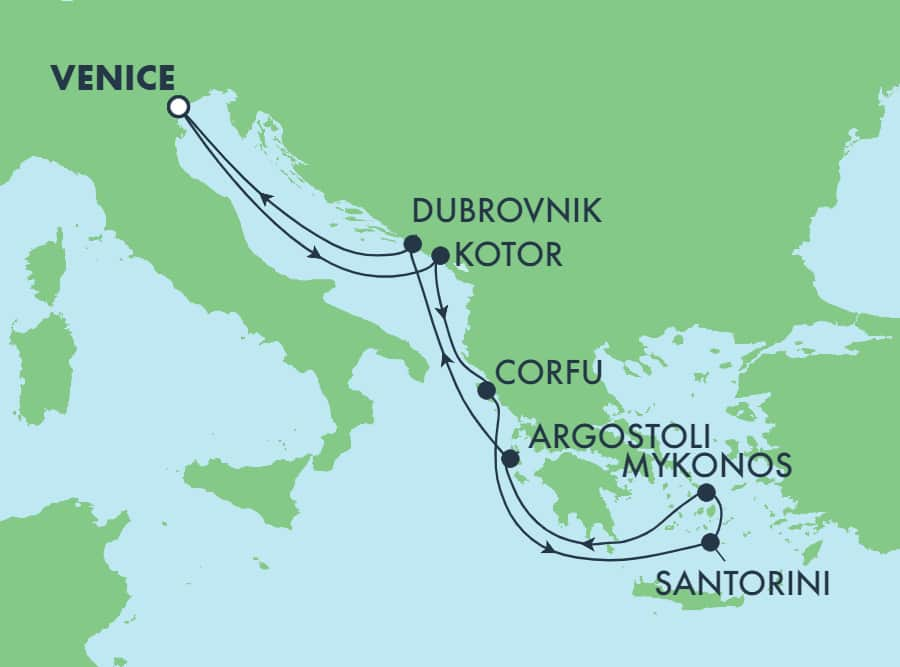 VENICE
DUBROVNIK
KOTOR
CORFU
ARGOSTOLI
MYKONOS
SANTORINI